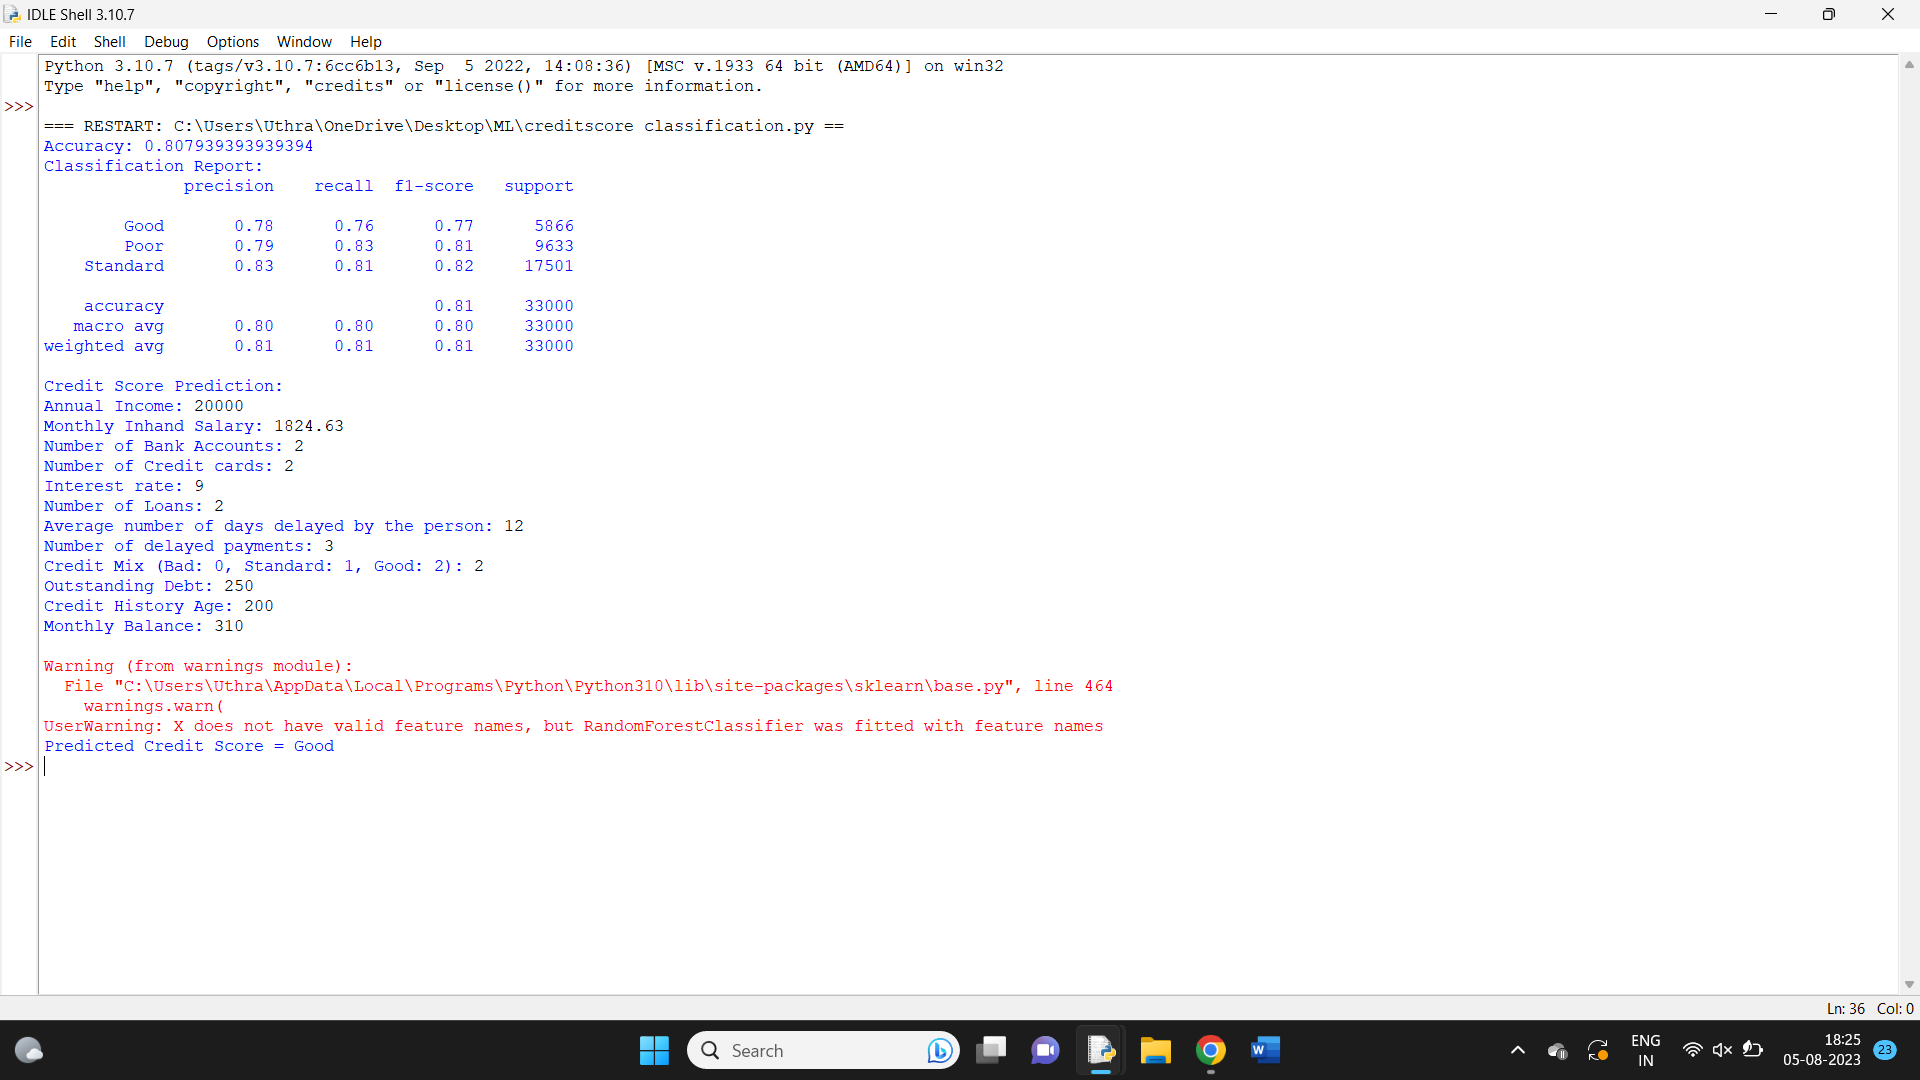 IDLE Shell 3.10.7
File Edit Shell Debug Options Window Help
Python 3.10.7 (tags/v3.10.7:6cc6b13, Sep  5 2022, 14:08:36) [MSC v.1933 64 bit (AMD64)] on win32
Type "help", "copyright", "credits" or "license()" for more information.
>>>
=== RESTART: C:\Users\Uthra\OneDrive\Desktop\ML\creditscore classification.py ==
Accuracy: 0.807939393939394
Classification Report:
precision recall f1-score support
Good 0.78 0.76 0.77 5866
Poor 0.79 0.83 0.81 9633
Standard 0.83 0.81 0.82 17501
accuracy 0.81 33000
macro avg 0.80 0.80 0.80 33000
weighted avg 0.81 0.81 0.81 33000
Credit Score Prediction:
Annual Income: 20000
Monthly Inhand Salary: 1824.63
Number of Bank Accounts: 2
Number of Credit cards: 2
Interest rate: 9
Number of Loans: 2
Average number of days delayed by the person: 12
Number of delayed payments: 3
Credit Mix (Bad: 0, Standard: 1, Good: 2): 2
Outstanding Debt: 250
Credit History Age: 200
Monthly Balance: 310
Warning (from warnings module):
File "C:\Users\Uthra\AppData\Local\Programs\Python\Python310\lib\site-packages\sklearn\base.py", line 464
warnings.warn(
UserWarning: X does not have valid feature names, but RandomForestClassifier was fitted with feature names
Predicted Credit Score = Good
>>>
Ln: 36 Col: 0
Search
W
ENG
IN
18:25
05-08-2023
23